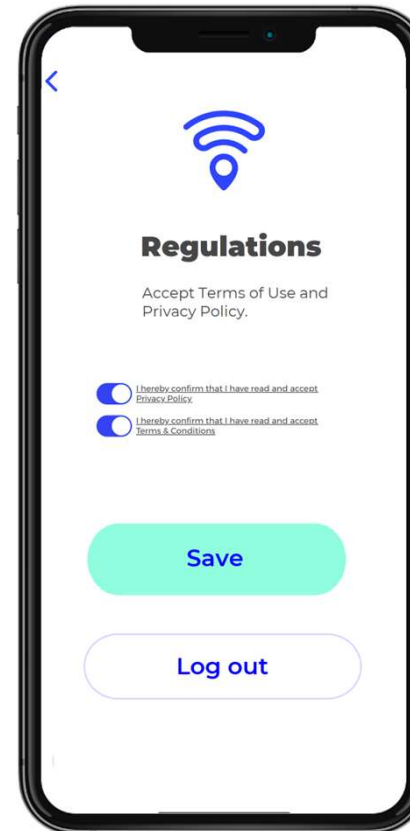 Regulations
Accept Terms of Use and
Privacy Policy.
I hereby confirm that I have read and accept
Privacy Policy
I hereby confirm that I have read and accept
Terms & Conditions
Save
Log out